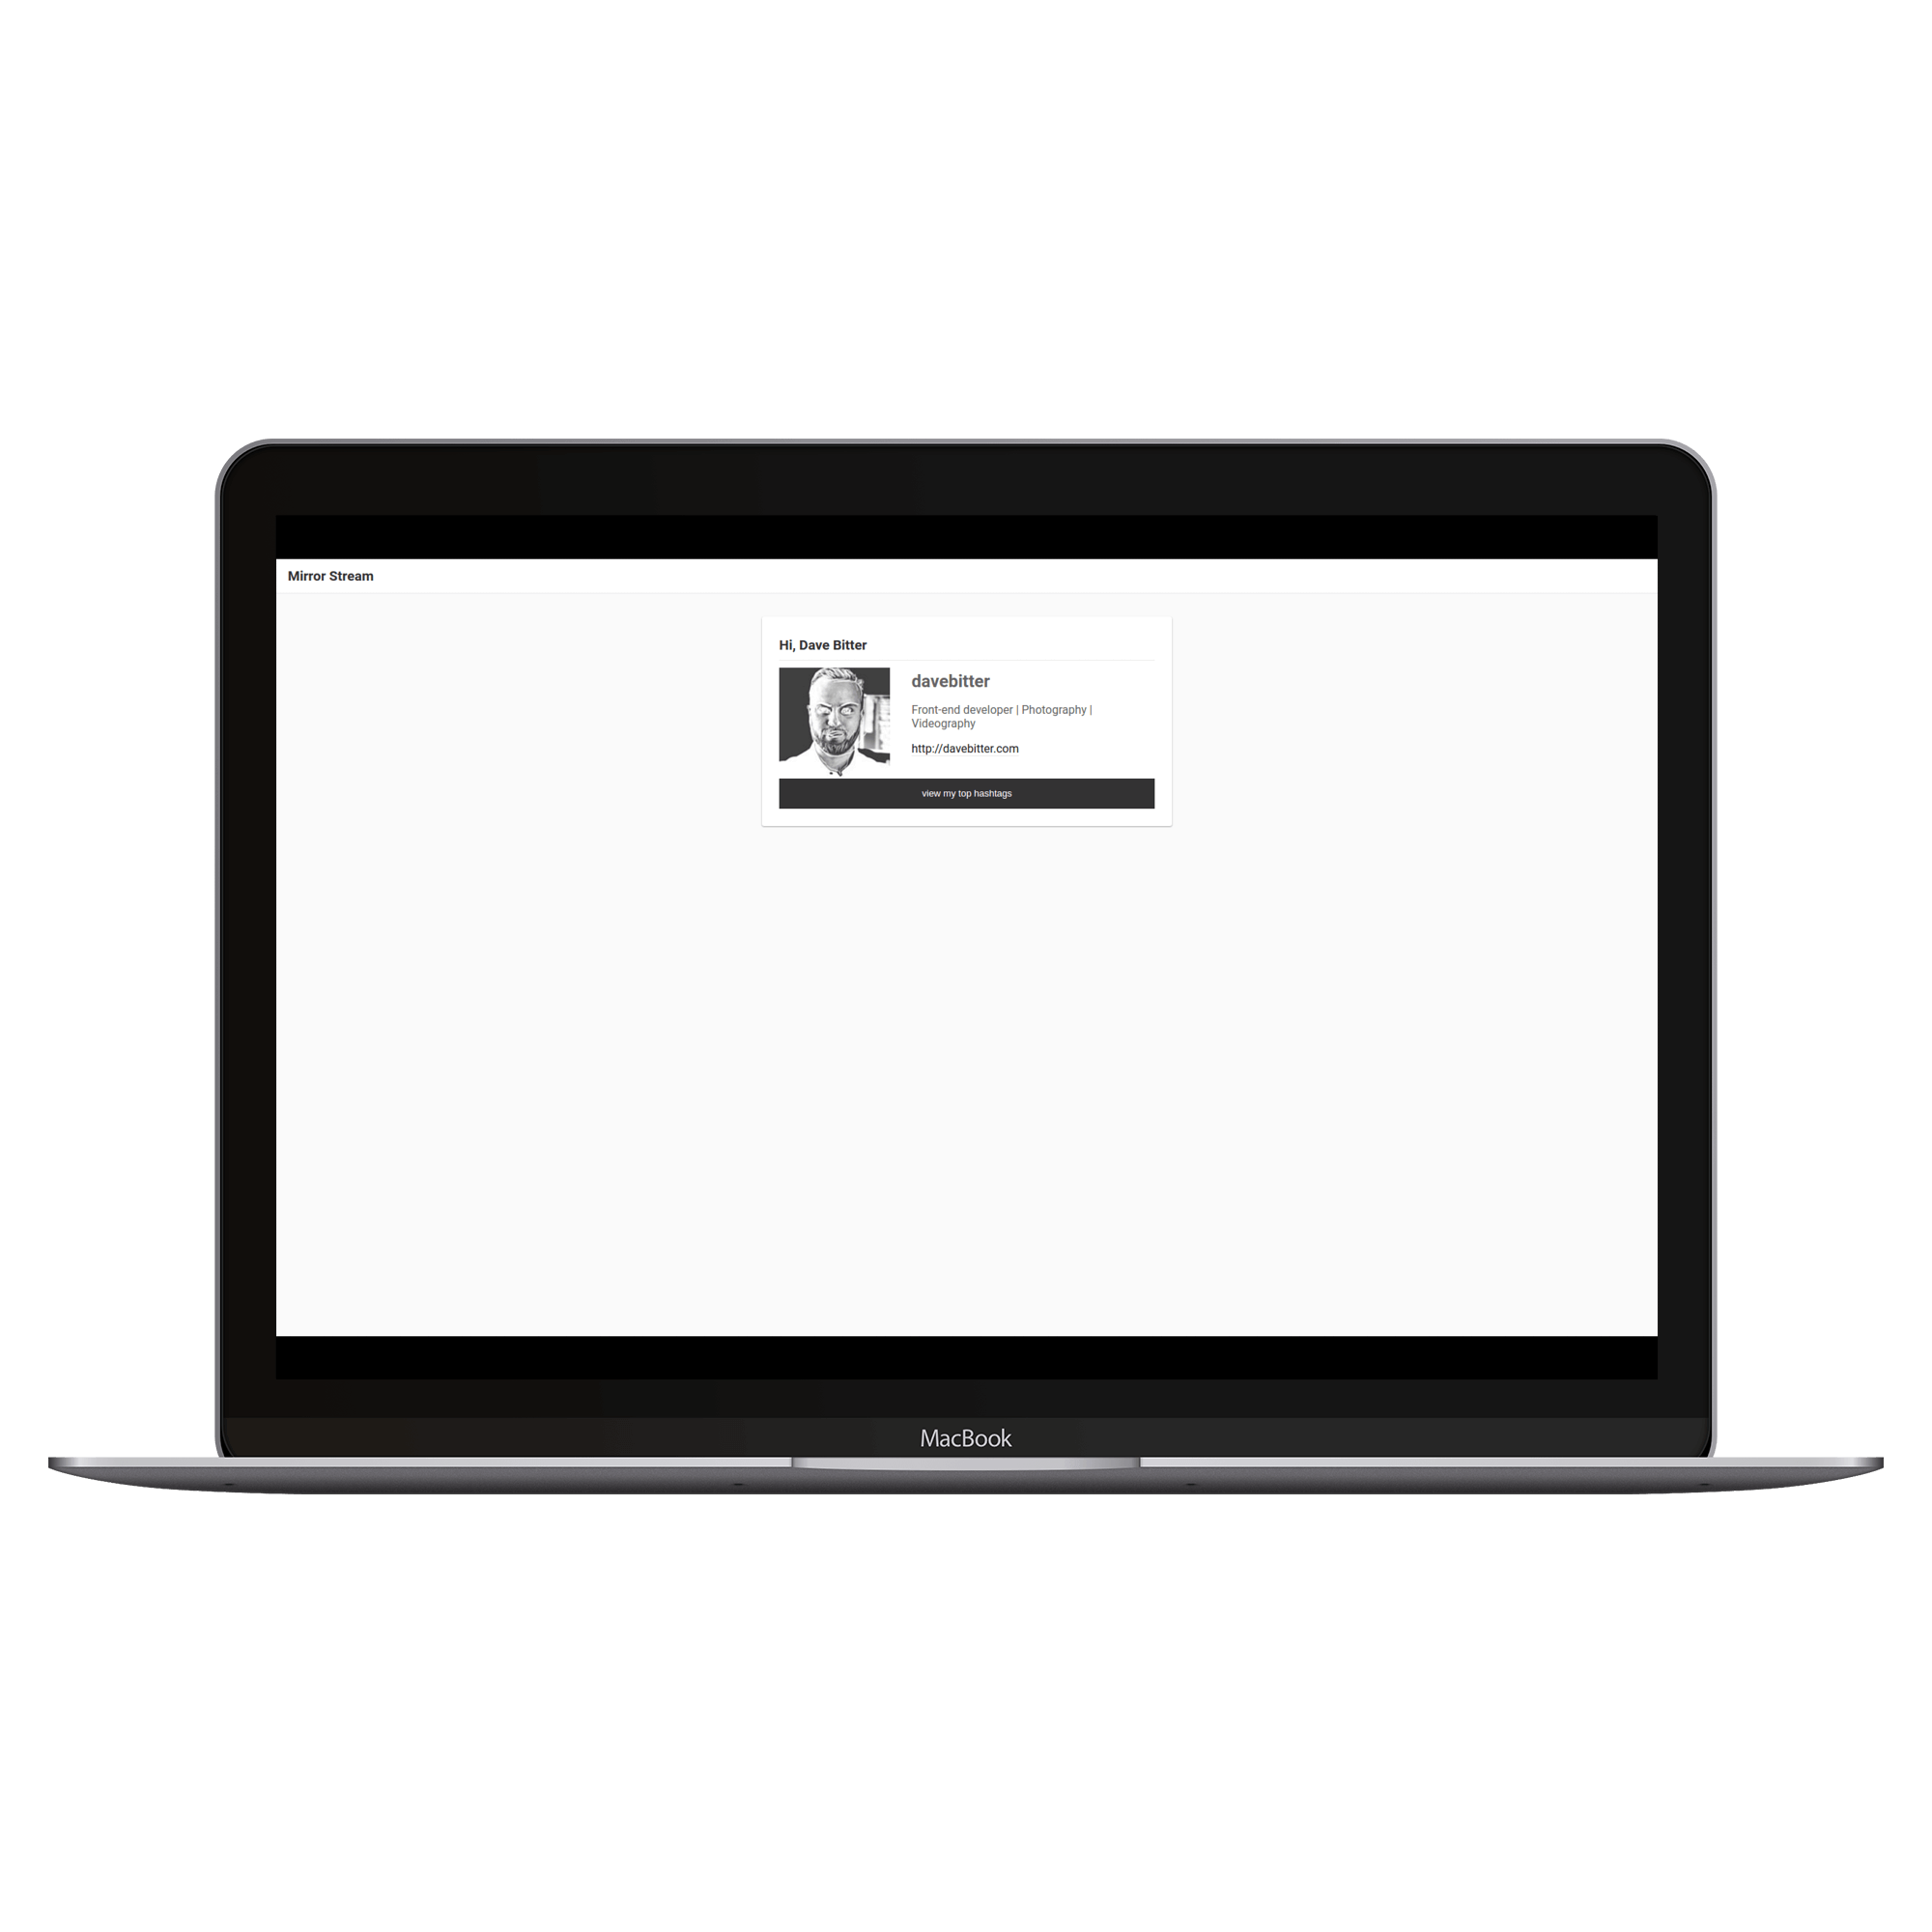 Mirror Stream
Hi, Dave Bitter
davebitter
Front-end developer | Photography |
Videography
http://davebitter.com
view my top hashtags
MacBook